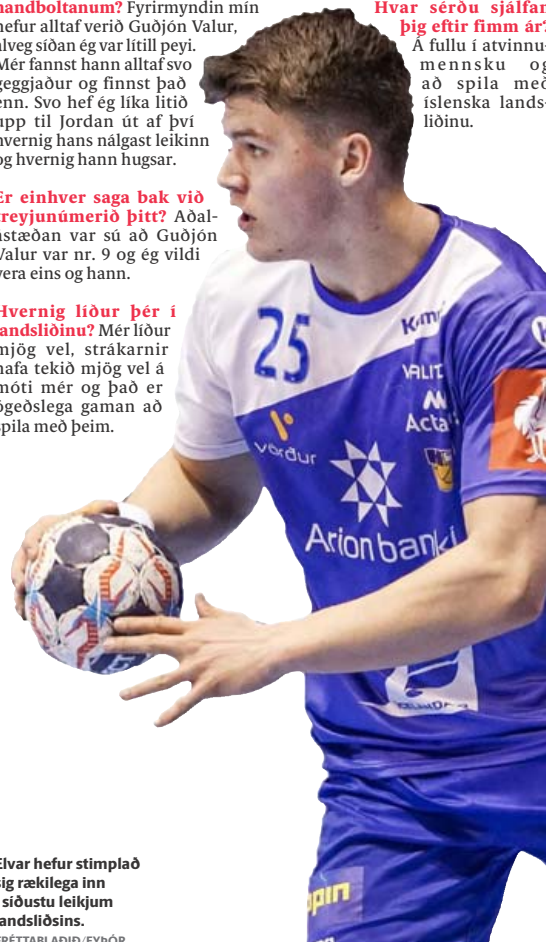 handboltanum? Fyrirmyndin mín
hefur alltaf verið Guðjón Valur,
alveg síðan ég var lítill peyi.
Mér fannst hann alltaf svo
geggjaður og finnst það
enn. Svo hef ég líka litið
upp til Jordan út af því
hvernig hans nálgast leikinn
og hvernig hann hugsar.
Er einhver saga bak við
treyjunúmerið þitt? Aðal-
ástæðan var sú að Guðjón
Valur var nr. 9 og ég vildi
vera eins og hann.
Hvernig líður þér í
landsliðinu? Mér líður
mjög vel, strákarnir
hafa tekið mjög vel á
móti mér og það er
ógeðslega gaman að
spila með þeim.
Hvar sérðu sjálfan
þig eftir fimm ár?
Á fullu í atvinnu-
mennsku og
að spila með
íslenska lands-
liðinu.
25
Kemp
VALIT
Acta
vörður
Arion banki
Elvar hefur stimplað
sig rækilega inn
síðustu leikjum
landsliðsins.
FRÉTTABLAÐIÐ/EYÞÓR